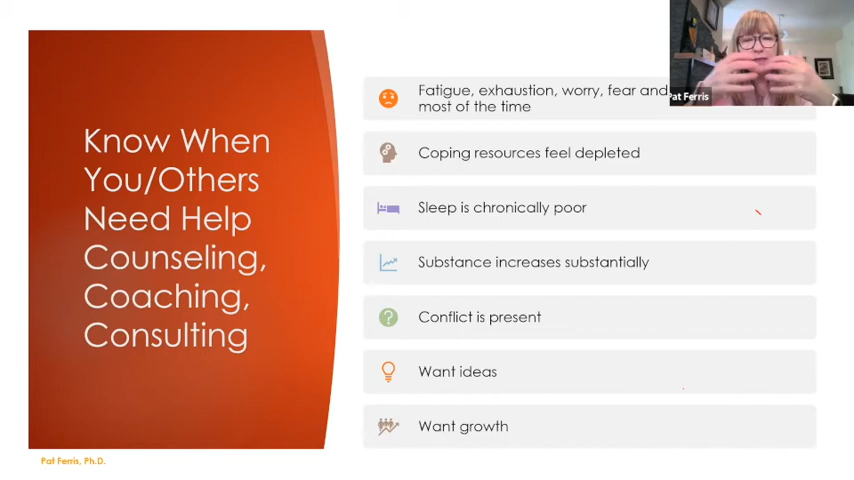 Know When
You/Others
Need Help
Counseling,
Coaching,
Consulting
Fatigue, exhaustion, worry, fear and
most of the time
Coping resources feel depleted
Sleep is chronically poor
Substance increases substantially
Conflict is present
Want ideas
Want growth
Pat Ferris
Pat Ferris, Ph.D.